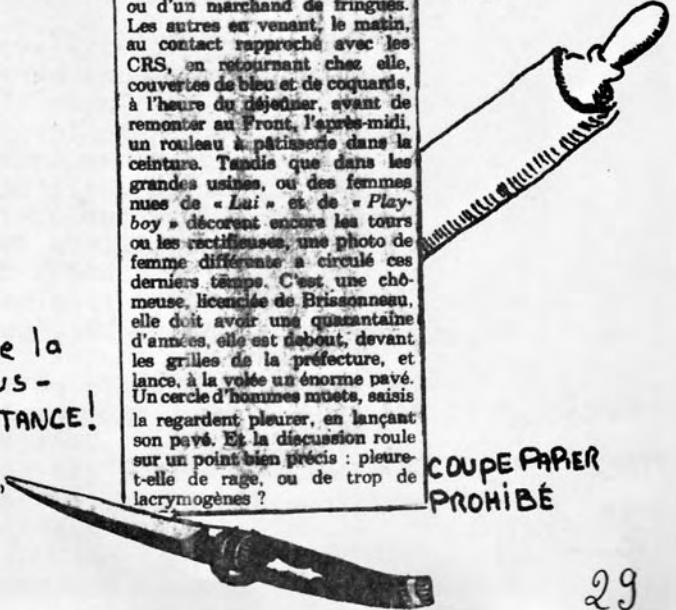 ou d'un marchand de fringues.
Les autres en venant, le matin,
au contact rapproché avec les
CRS, en retournant chez elle,
couvertes de bleu et de coquards,
à l'heure du déjeûner, avant de
remonter au Front, l'après-midi,
un rouleau à pâtisserie dans la
ceinture. Tandis que dans les
grandes usines, ou des femmes
nues de « Lui » et de « Play-
boy » décorent encore les tours
ou les rectifieuses, une photo de
femme différente a circulé ces
derniers temps. C'est une chô-
meuse, licenciée de Brissonneau,
elle doit avoir une quarantaine
d'années, elle est debout, devant
les grilles de la préfecture, et
lance, à la volée un énorme pavé.
Un cercle d'hommes muets, saisis
la regardent pleurer, en lançant
son pavé. Et la discussion roule
sur un point bien précis : pleure-
t-elle de rage, ou de trop de
lacrymogènes ?
e la
US-
TANCE!
COUPE PAPIER
PROHIBÉ
29